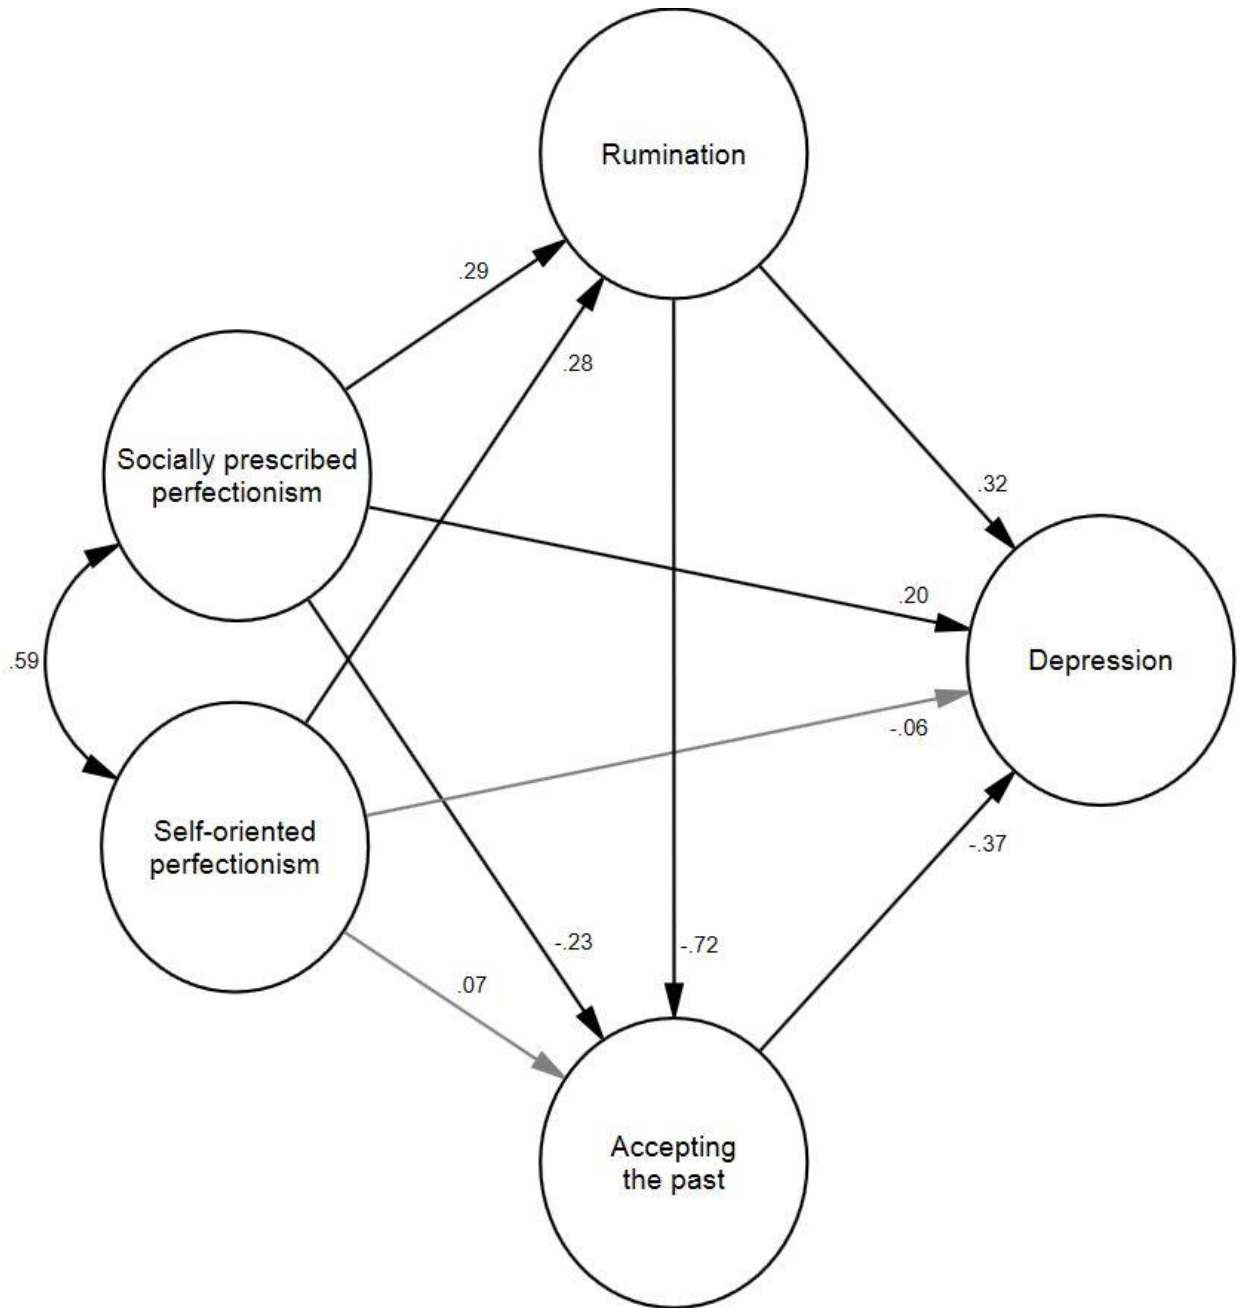 Rumination
.29
.28
Socially prescribed
perfectionism
.32
.20
.59
Depression
-.06
Self-oriented
perfectionism
-.37
-.23
-.72
.07
Accepting
the past